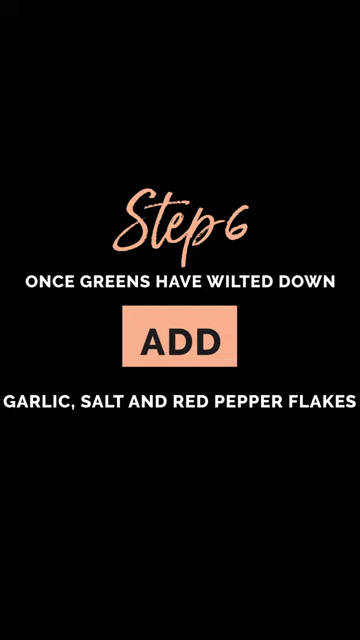 Step 6
ONCE GREENS HAVE WILTED DOWN
ADD
GARLIC, SALT AND RED PEPPER FLAKES